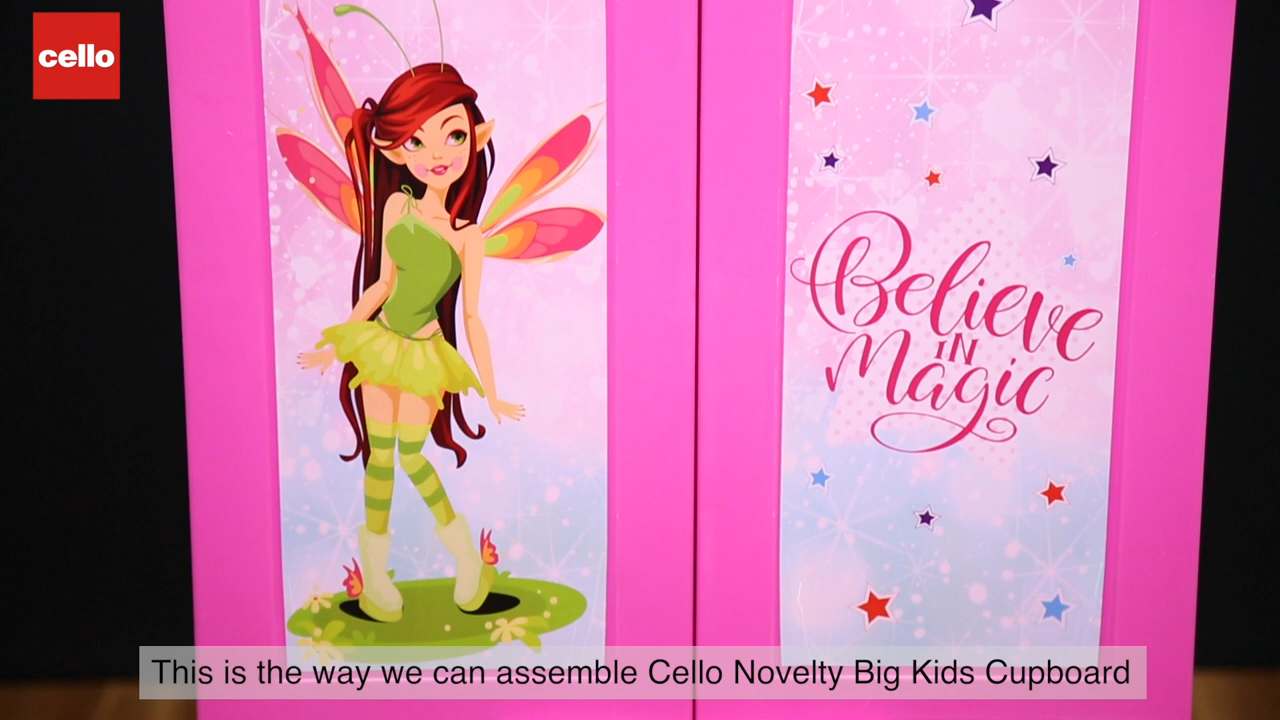 cello
Believe
IN
Magic
This is the way we can assemble Cello Novelty Big Kids Cupboard